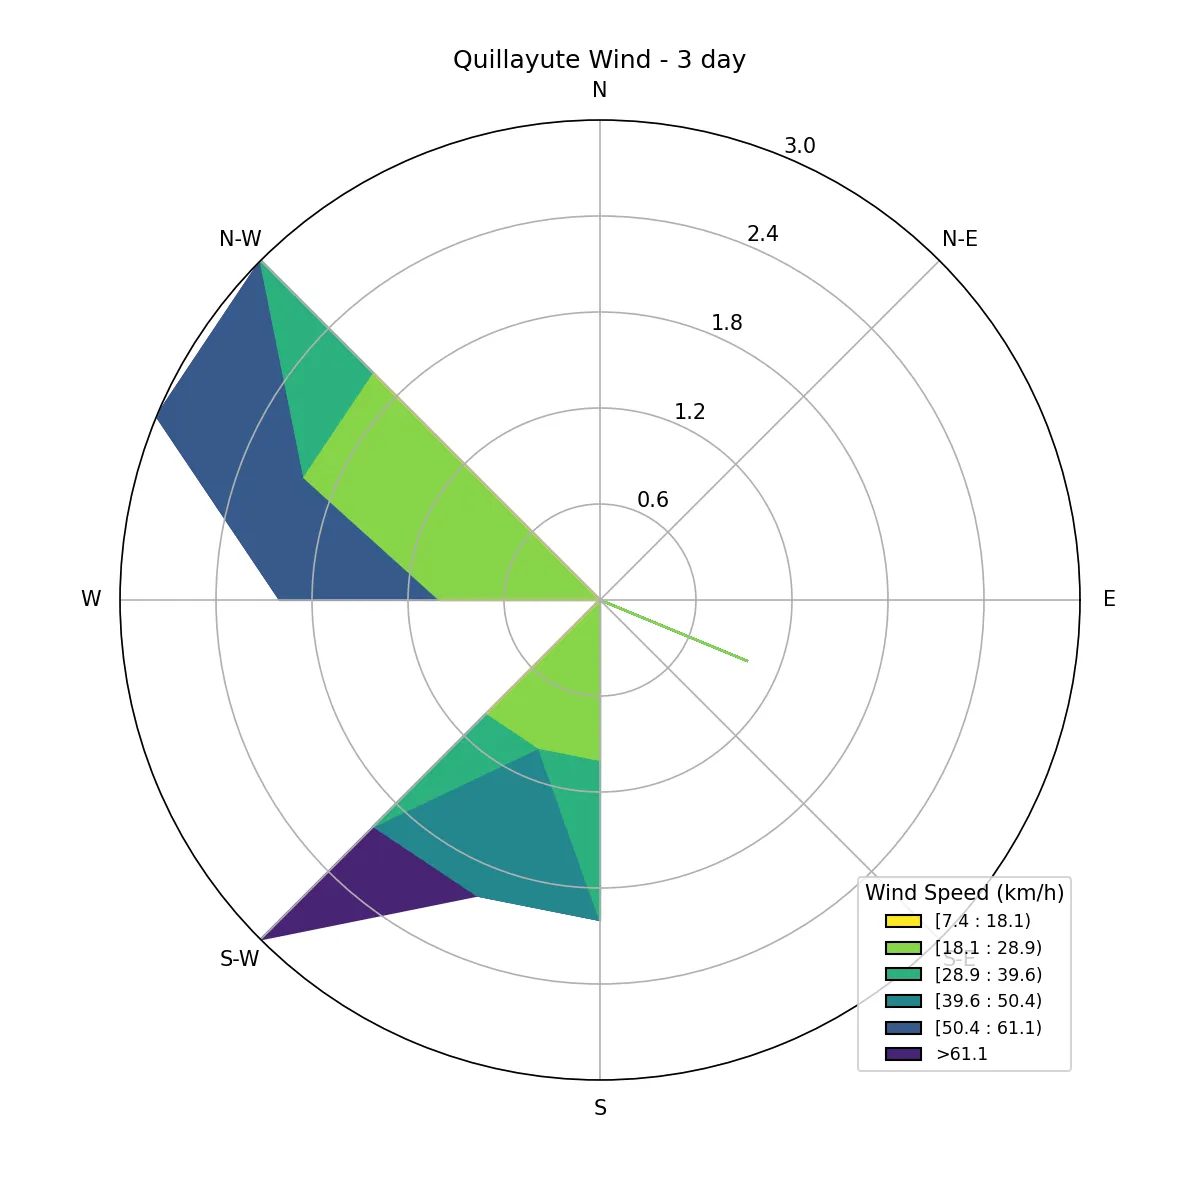 Quillayute Wind - 3 day
N
3.0
N-W
2.4
N-E
1.8
1.2
0.6
W
E
S-W
S-E
S
Wind Speed (km/h)
[7.4 : 18.1)
[18.1 : 28.9)
[28.9 : 39.6)
[39.6 : 50.4)
[50.4 : 61.1)
>61.1